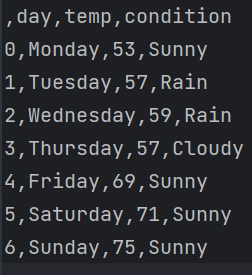 ,day,temp,condition
0,Monday,53,Sunny
1,Tuesday,57,Rain
2,Wednesday,59,Rain
3,Thursday,57,Cloudy
4,Friday,69,Sunny
5,Saturday,71,Sunny
6,Sunday,75,Sunny